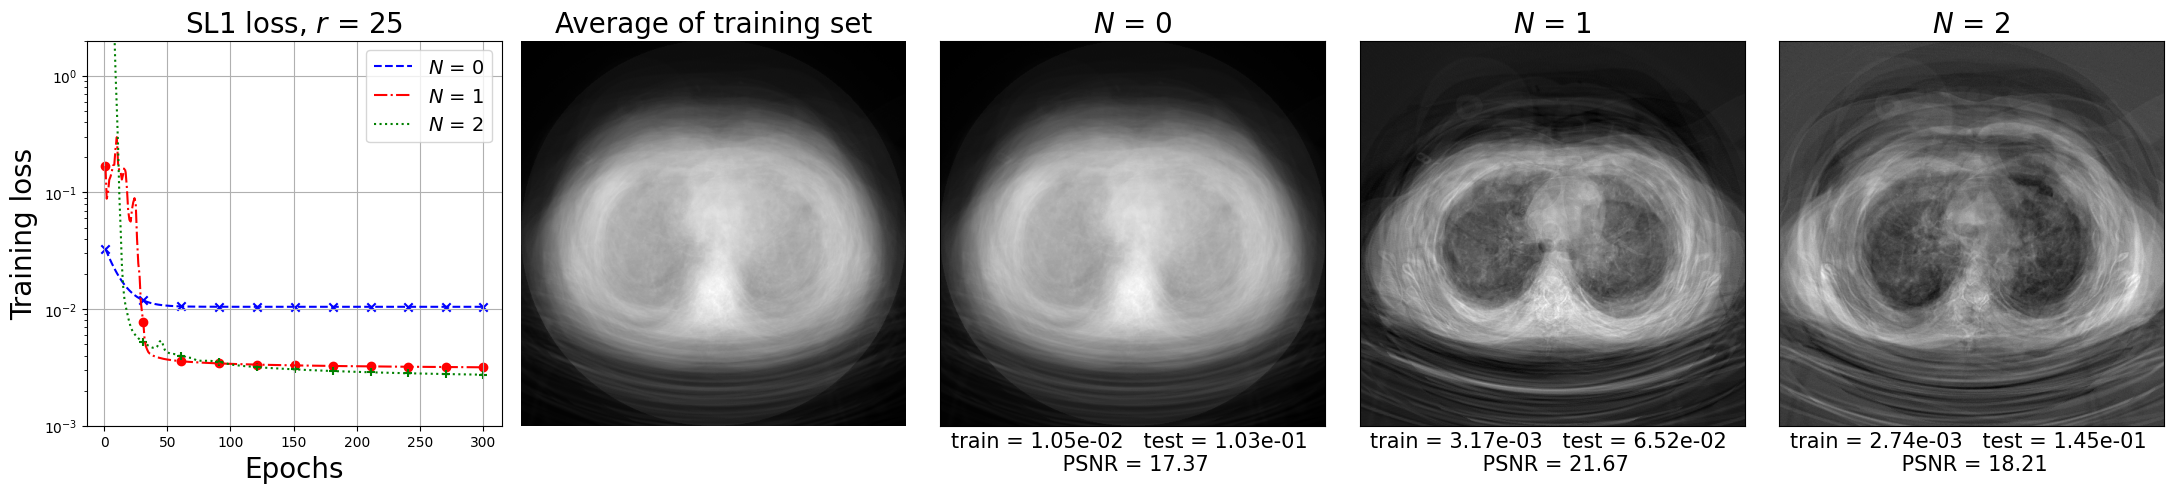 SL1 loss, r = 25
Training loss
10⁰
10⁻¹
10⁻²
10⁻³
N = 0
N = 1
N = 2
0 50 100 150 200 250 300
Epochs
Average of training set
N = 0
train = 1.05e-02 test = 1.03e-01
PSNR = 17.37
N = 1
train = 3.17e-03 test = 6.52e-02
PSNR = 21.67
N = 2
train = 2.74e-03 test = 1.45e-01
PSNR = 18.21